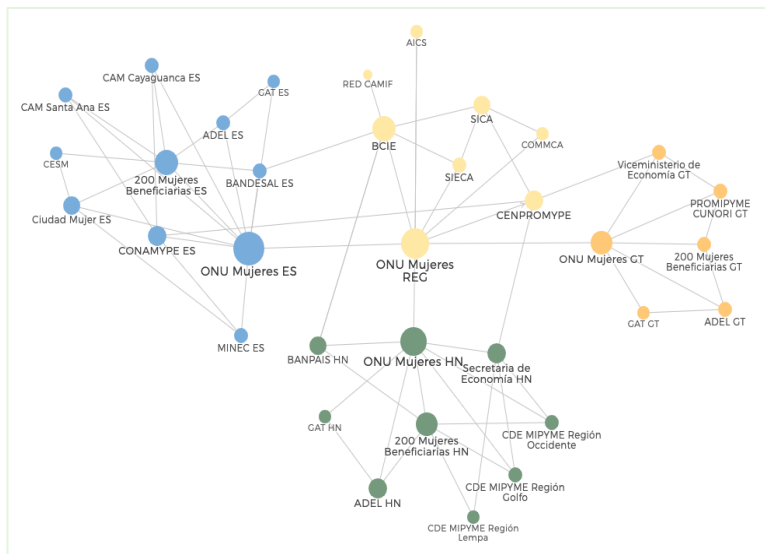 AICS
CAM Cayaguanca ES
RED CAMIF
GAT ES
CAM Santa Ana ES
SICA
ADEL ES
BCIE
COMMCA
CESM
200 Mujeres
Beneficiarias ES
BANDESAL ES
SIECA
Viceministerio de
Economía GT
PROMIPYME
CUNORI GT
Ciudad Mujer ES
CENPROMYPE
CONAMYPE ES
ONU Mujeres ES
ONU Mujeres
REG
ONU Mujeres GT
200 Mujeres
Beneficiarias GT
GAT GT
ADEL GT
MINEC ES
BANPAIS HN
ONU Mujeres HN
Secretaria de
Economía HN
GAT HN
200 Mujeres
Beneficiarías HN
CDE MIPYME Región
Occidente
ADEL HN
CDE MIPYME Región
Golfo
CDE MIPYME Región
Lempa